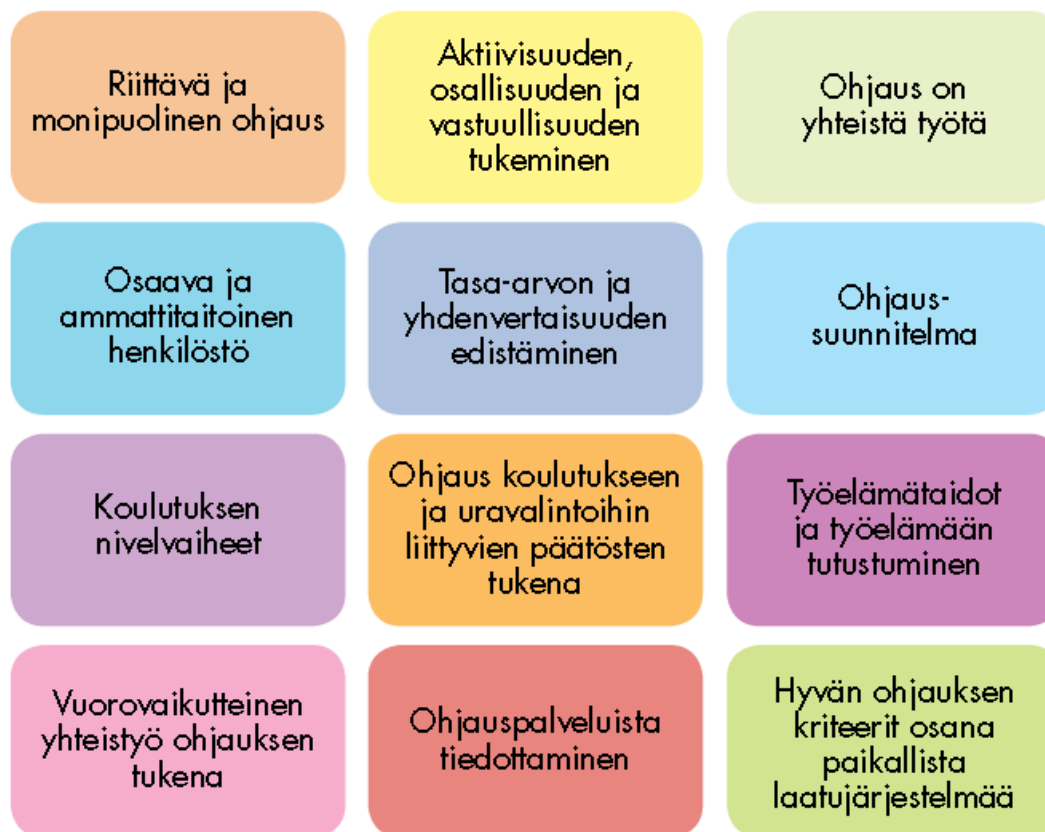 Riittävä ja
monipuolinen ohjaus
Aktiivisuuden,
osallisuuden ja
vastuullisuuden
tukeminen
Ohjaus on
yhteistä työtä
Osaava ja
ammattitaitoinen
henkilöstö
Tasa-arvon ja
yhdenvertaisuuden
edistäminen
Ohjaus-
suunnitelma
Koulutuksen
nivelvaiheet
Ohjaus koulutukseen
ja uravalintoihin
liittyvien päätösten
tukena
Työelämätaidot
ja työelämään
tutustuminen
Vuorovaikutteinen
yhteistyö ohjauksen
tukena
Ohjauspalveluista
tiedottaminen
Hyvän ohjauksen
kriteerit osana
paikallista
laatujärjestelmää